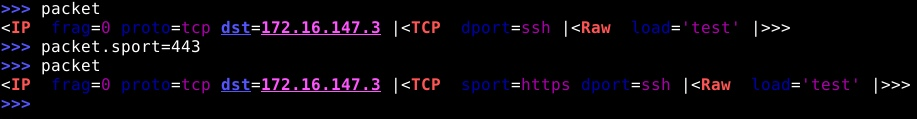 >>> packet
<IP  frag=0 proto=tcp dst=172.16.147.3 |<TCP  dport=ssh |<Raw  load='test' |>>>
>>> packet.sport=443
>>> packet
<IP  frag=0 proto=tcp dst=172.16.147.3 |<TCP  sport=https dport=ssh |<Raw  load='test' |>>>
>>>